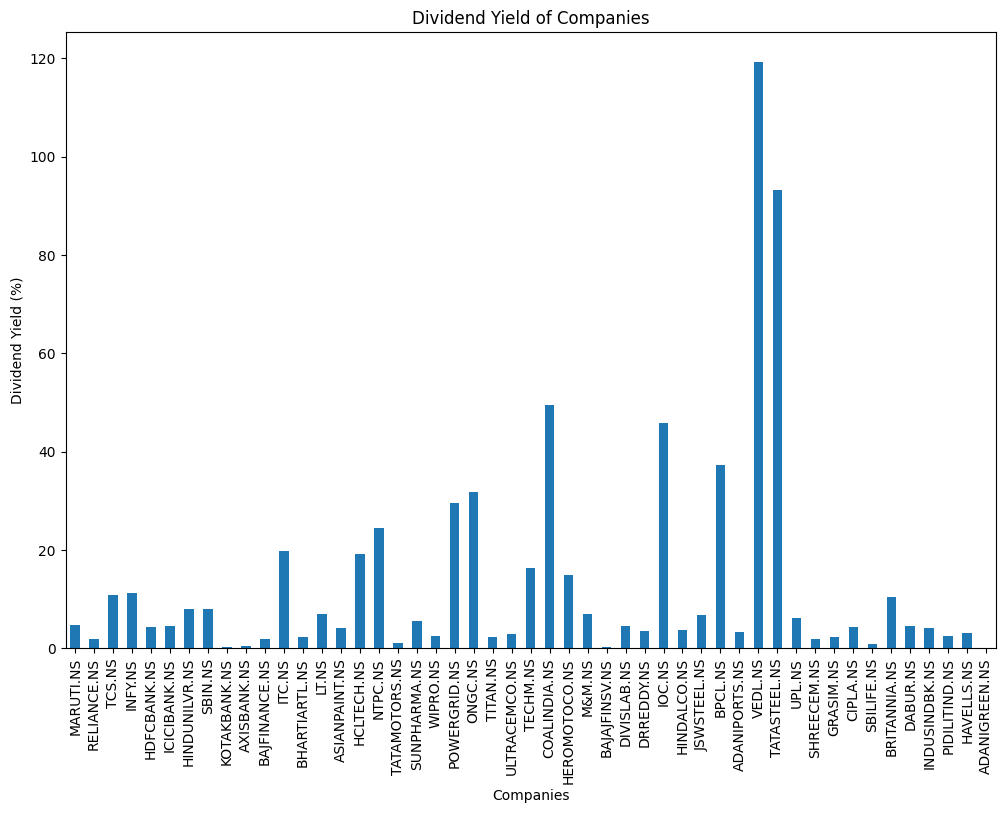 Dividend Yield of Companies
Dividend Yield (%)
120
100
80
60
40
20
0
MARUTI.NS
RELIANCE.NS
TCS.NS
INFY.NS
HDFCBANK.NS
ICICIBANK.NS
HINDUNILVR.NS
SBIN.NS
KOTAKBANK.NS
AXISBANK.NS
BAJFINANCE.NS
ITC.NS
BHARTIARTL.NS
LT.NS
ASIANPAINT.NS
HCLTECH.NS
NTPC.NS
TATAMOTORS.NS
SUNPHARMA.NS
WIPRO.NS
POWERGRID.NS
ONGC.NS
TITAN.NS
ULTRACEMCO.NS
TECHM.NS
COALINDIA.NS
HEROMOTOCO.NS
M&M.NS
BAJAJFINSV.NS
DIVISLAB.NS
DRREDDY.NS
IOC.NS
HINDALCO.NS
JSWSTEEL.NS
BPCL.NS
ADANIPORTS.NS
VEDL.NS
TATASTEEL.NS
UPL.NS
SHREECEM.NS
GRASIM.NS
CIPLA.NS
SBILIFE.NS
BRITANNIA.NS
DABUR.NS
INDUSINDBK.NS
PIDILITIND.NS
HAVELLS.NS
ADANIGREEN.NS
Companies